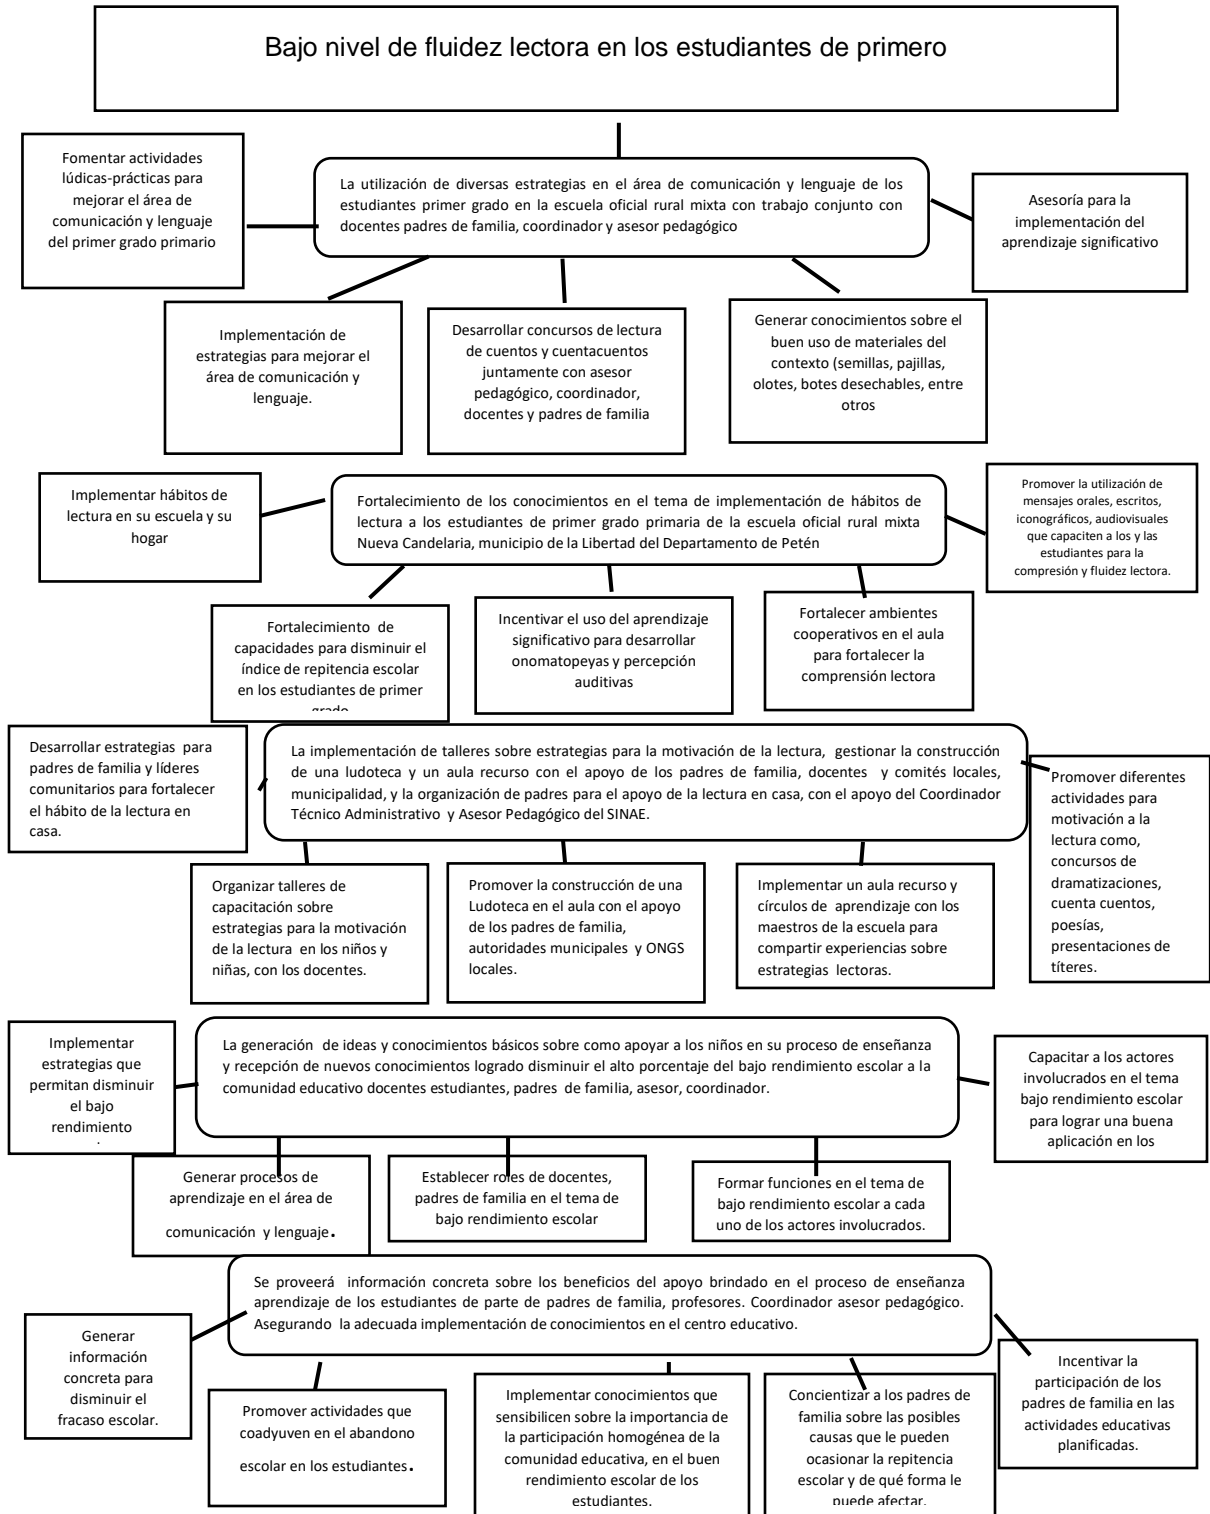 Bajo nivel de fluidez lectora en los estudiantes de primero
Fomentar actividades
lúdicas-prácticas para
mejorar el área de
comunicación y lenguaje
del primer grado primario
La utilización de diversas estrategias en el área de comunicación y lenguaje de los
estudiantes primer grado en la escuela oficial rural mixta con trabajo conjunto con
docentes padres de familia, coordinador y asesor pedagógico
Asesoría para la
implementación del
aprendizaje significativo
Implementación de
estrategias para mejorar el
área de comunicación y
lenguaje.
Desarrollar concursos de lectura
de cuentos y cuentacuentos
juntamente con asesor
pedagógico, coordinador,
docentes y padres de familia
Generar conocimientos sobre el
buen uso de materiales del
contexto (semillas, pajillas,
olotes, botes desechables, entre
otros
Implementar hábitos de
lectura en su escuela y su
hogar
Fortalecimiento de los conocimientos en el tema de implementación de hábitos de
lectura a los estudiantes de primer grado primaria de la escuela oficial rural mixta
Nueva Candelaria, municipio de la Libertad del Departamento de Petén
Promover la utilización de
mensajes orales, escritos,
iconográficos, audiovisuales
que capaciten a los y las
estudiantes para la
compresión y fluidez lectora.
Fortalecimiento de
capacidades para disminuir el
índice de repitencia escolar
en los estudiantes de primer
grado
Incentivar el uso del aprendizaje
significativo para desarrollar
onomatopeyas y percepción
auditivas
Fortalecer ambientes
cooperativos en el aula
para fortalecer la
comprensión lectora
Desarrollar estrategias para
padres de familia y líderes
comunitarios para fortalecer
el hábito de la lectura en
casa.
La implementación de talleres sobre estrategias para la motivación de la lectura, gestionar la construcción
de una ludoteca y un aula recurso con el apoyo de los padres de familia, docentes y comités locales,
municipalidad, y la organización de padres para el apoyo de la lectura en casa, con el apoyo del Coordinador
Técnico Administrativo y Asesor Pedagógico del SINAE.
Promover diferentes
actividades para
motivación a la
lectura como,
concursos de
dramatizaciones,
cuenta cuentos,
poesías,
presentaciones de
títeres.
Organizar talleres de
capacitación sobre
estrategias para la motivación
de la lectura en los niños y
niñas, con los docentes.
Promover la construcción de una
Ludoteca en el aula con el apoyo
de los padres de familia,
autoridades municipales y ONGS
locales.
Implementar un aula recurso y
círculos de aprendizaje con los
maestros de la escuela para
compartir experiencias sobre
estrategias lectoras.
Implementar
estrategias que
permitan disminuir
el bajo
rendimiento
La generación de ideas y conocimientos básicos sobre como apoyar a los niños en su proceso de enseñanza
y recepción de nuevos conocimientos logrado disminuir el alto porcentaje del bajo rendimiento escolar a la
comunidad educativo docentes estudiantes, padres de familia, asesor, coordinador.
Capacitar a los actores
involucrados en el tema
bajo rendimiento escolar
para lograr una buena
aplicación en los
Generar procesos de
aprendizaje en el área de
comunicación y lenguaje.
Establecer roles de docentes,
padres de familia en el tema de
bajo rendimiento escolar
Formar funciones en el tema de
bajo rendimiento escolar a cada
uno de los actores involucrados.
Se proveerá información concreta sobre los beneficios del apoyo brindado en el proceso de enseñanza
aprendizaje de los estudiantes de parte de padres de familia, profesores. Coordinador asesor pedagógico.
Asegurando la adecuada implementación de conocimientos en el centro educativo.
Generar
información
concreta para
disminuir el
fracaso escolar.
Incentivar la
participación de los
padres de familia en las
actividades educativas
planificadas.
Promover actividades que
coadyuven en el abandono
escolar en los estudiantes.
Implementar conocimientos que
sensibilicen sobre la importancia de
la participación homogénea de la
comunidad educativa, en el buen
rendimiento escolar de los
estudiantes.
Concientizar a los padres de
familia sobre las posibles
causas que le pueden
ocasionar la repitencia
escolar y de qué forma le
puede afectar.